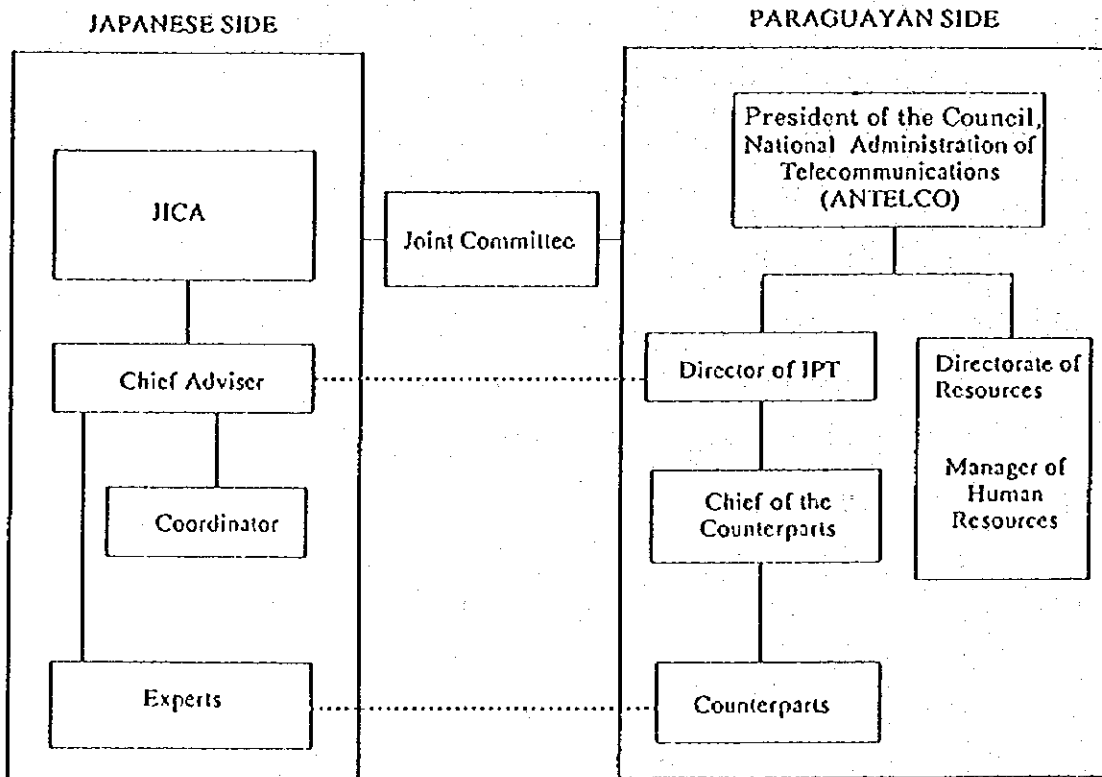 JAPANESE SIDE
PARAGUAYAN SIDE
President of the Council,
National Administration of
Telecommunications
(ANTELCO)
JICA
Joint Committee
Chief Adviser
Director of IPT
Directorate of
Resources
Manager of
Human
Resources
Coordinator
Chief of the
Counterparts
Experts
Counterparts